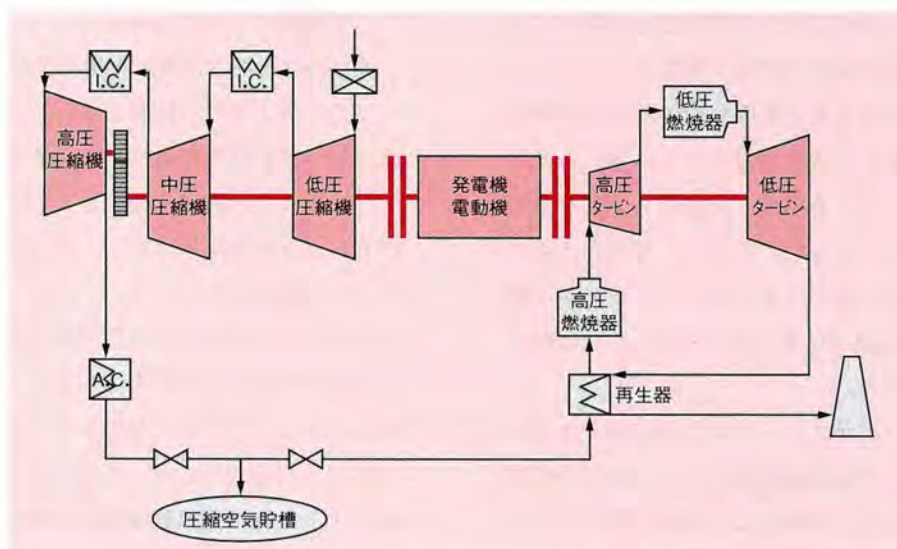 I.C.
I.C.
低圧
燃焼器
高圧
圧縮機
中圧
圧縮機
低圧
圧縮機
発電機
電動機
高圧
タービン
低圧
タービン
高圧
燃焼器
A.C.
再生器
圧縮空気貯槽